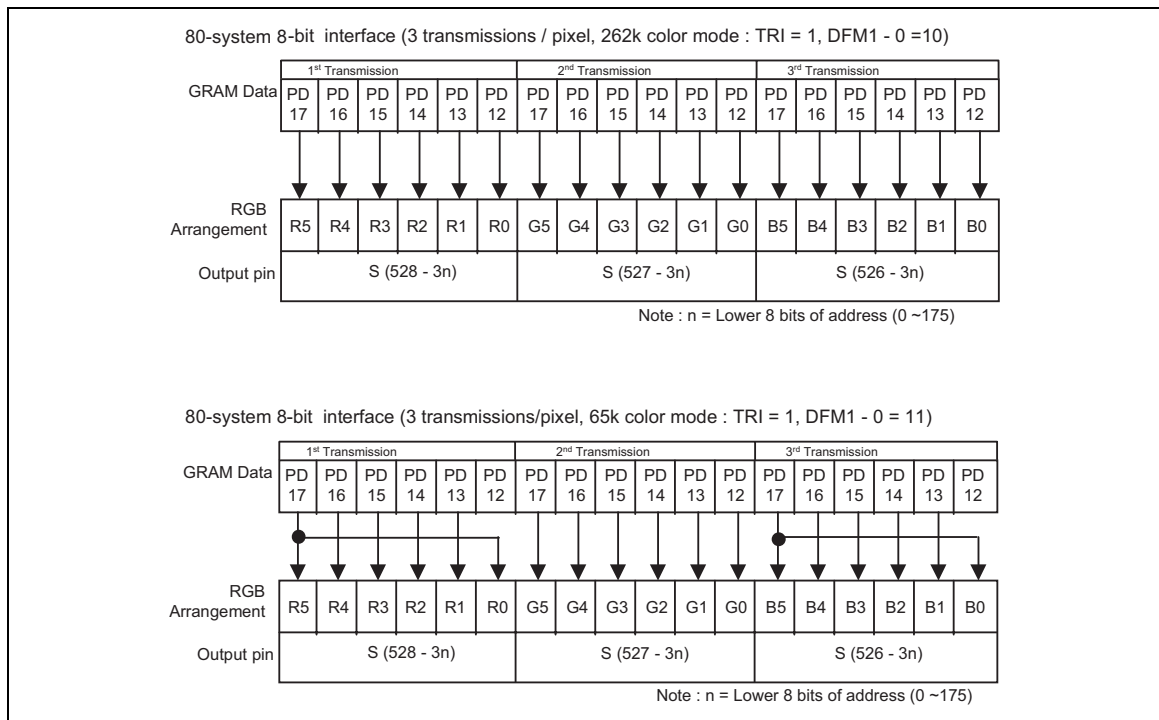 80-system 8-bit interface (3 transmissions / pixel, 262k color mode : TRI = 1, DFM1 - 0 =10)
1st Transmission 2nd Transmission 3rd Transmission
GRAM Data PD 17 PD 16 PD 15 PD 14 PD 13 PD 12 PD 17 PD 16 PD 15 PD 14 PD 13 PD 12 PD 17 PD 16 PD 15 PD 14 PD 13 PD 12
RGB Arrangement R5 R4 R3 R2 R1 R0 G5 G4 G3 G2 G1 G0 B5 B4 B3 B2 B1 B0
Output pin S (528 - 3n) S (527 - 3n) S (526 - 3n)
Note : n = Lower 8 bits of address (0 ~175)
80-system 8-bit interface (3 transmissions/pixel, 65k color mode : TRI = 1, DFM1 - 0 = 11)
1st Transmission 2nd Transmission 3rd Transmission
GRAM Data PD 17 PD 16 PD 15 PD 14 PD 13 PD 12 PD 17 PD 16 PD 15 PD 14 PD 13 PD 12 PD 17 PD 16 PD 15 PD 14 PD 13 PD 12
RGB Arrangement R5 R4 R3 R2 R1 R0 G5 G4 G3 G2 G1 G0 B5 B4 B3 B2 B1 B0
Output pin S (528 - 3n) S (527 - 3n) S (526 - 3n)
Note : n = Lower 8 bits of address (0 ~175)